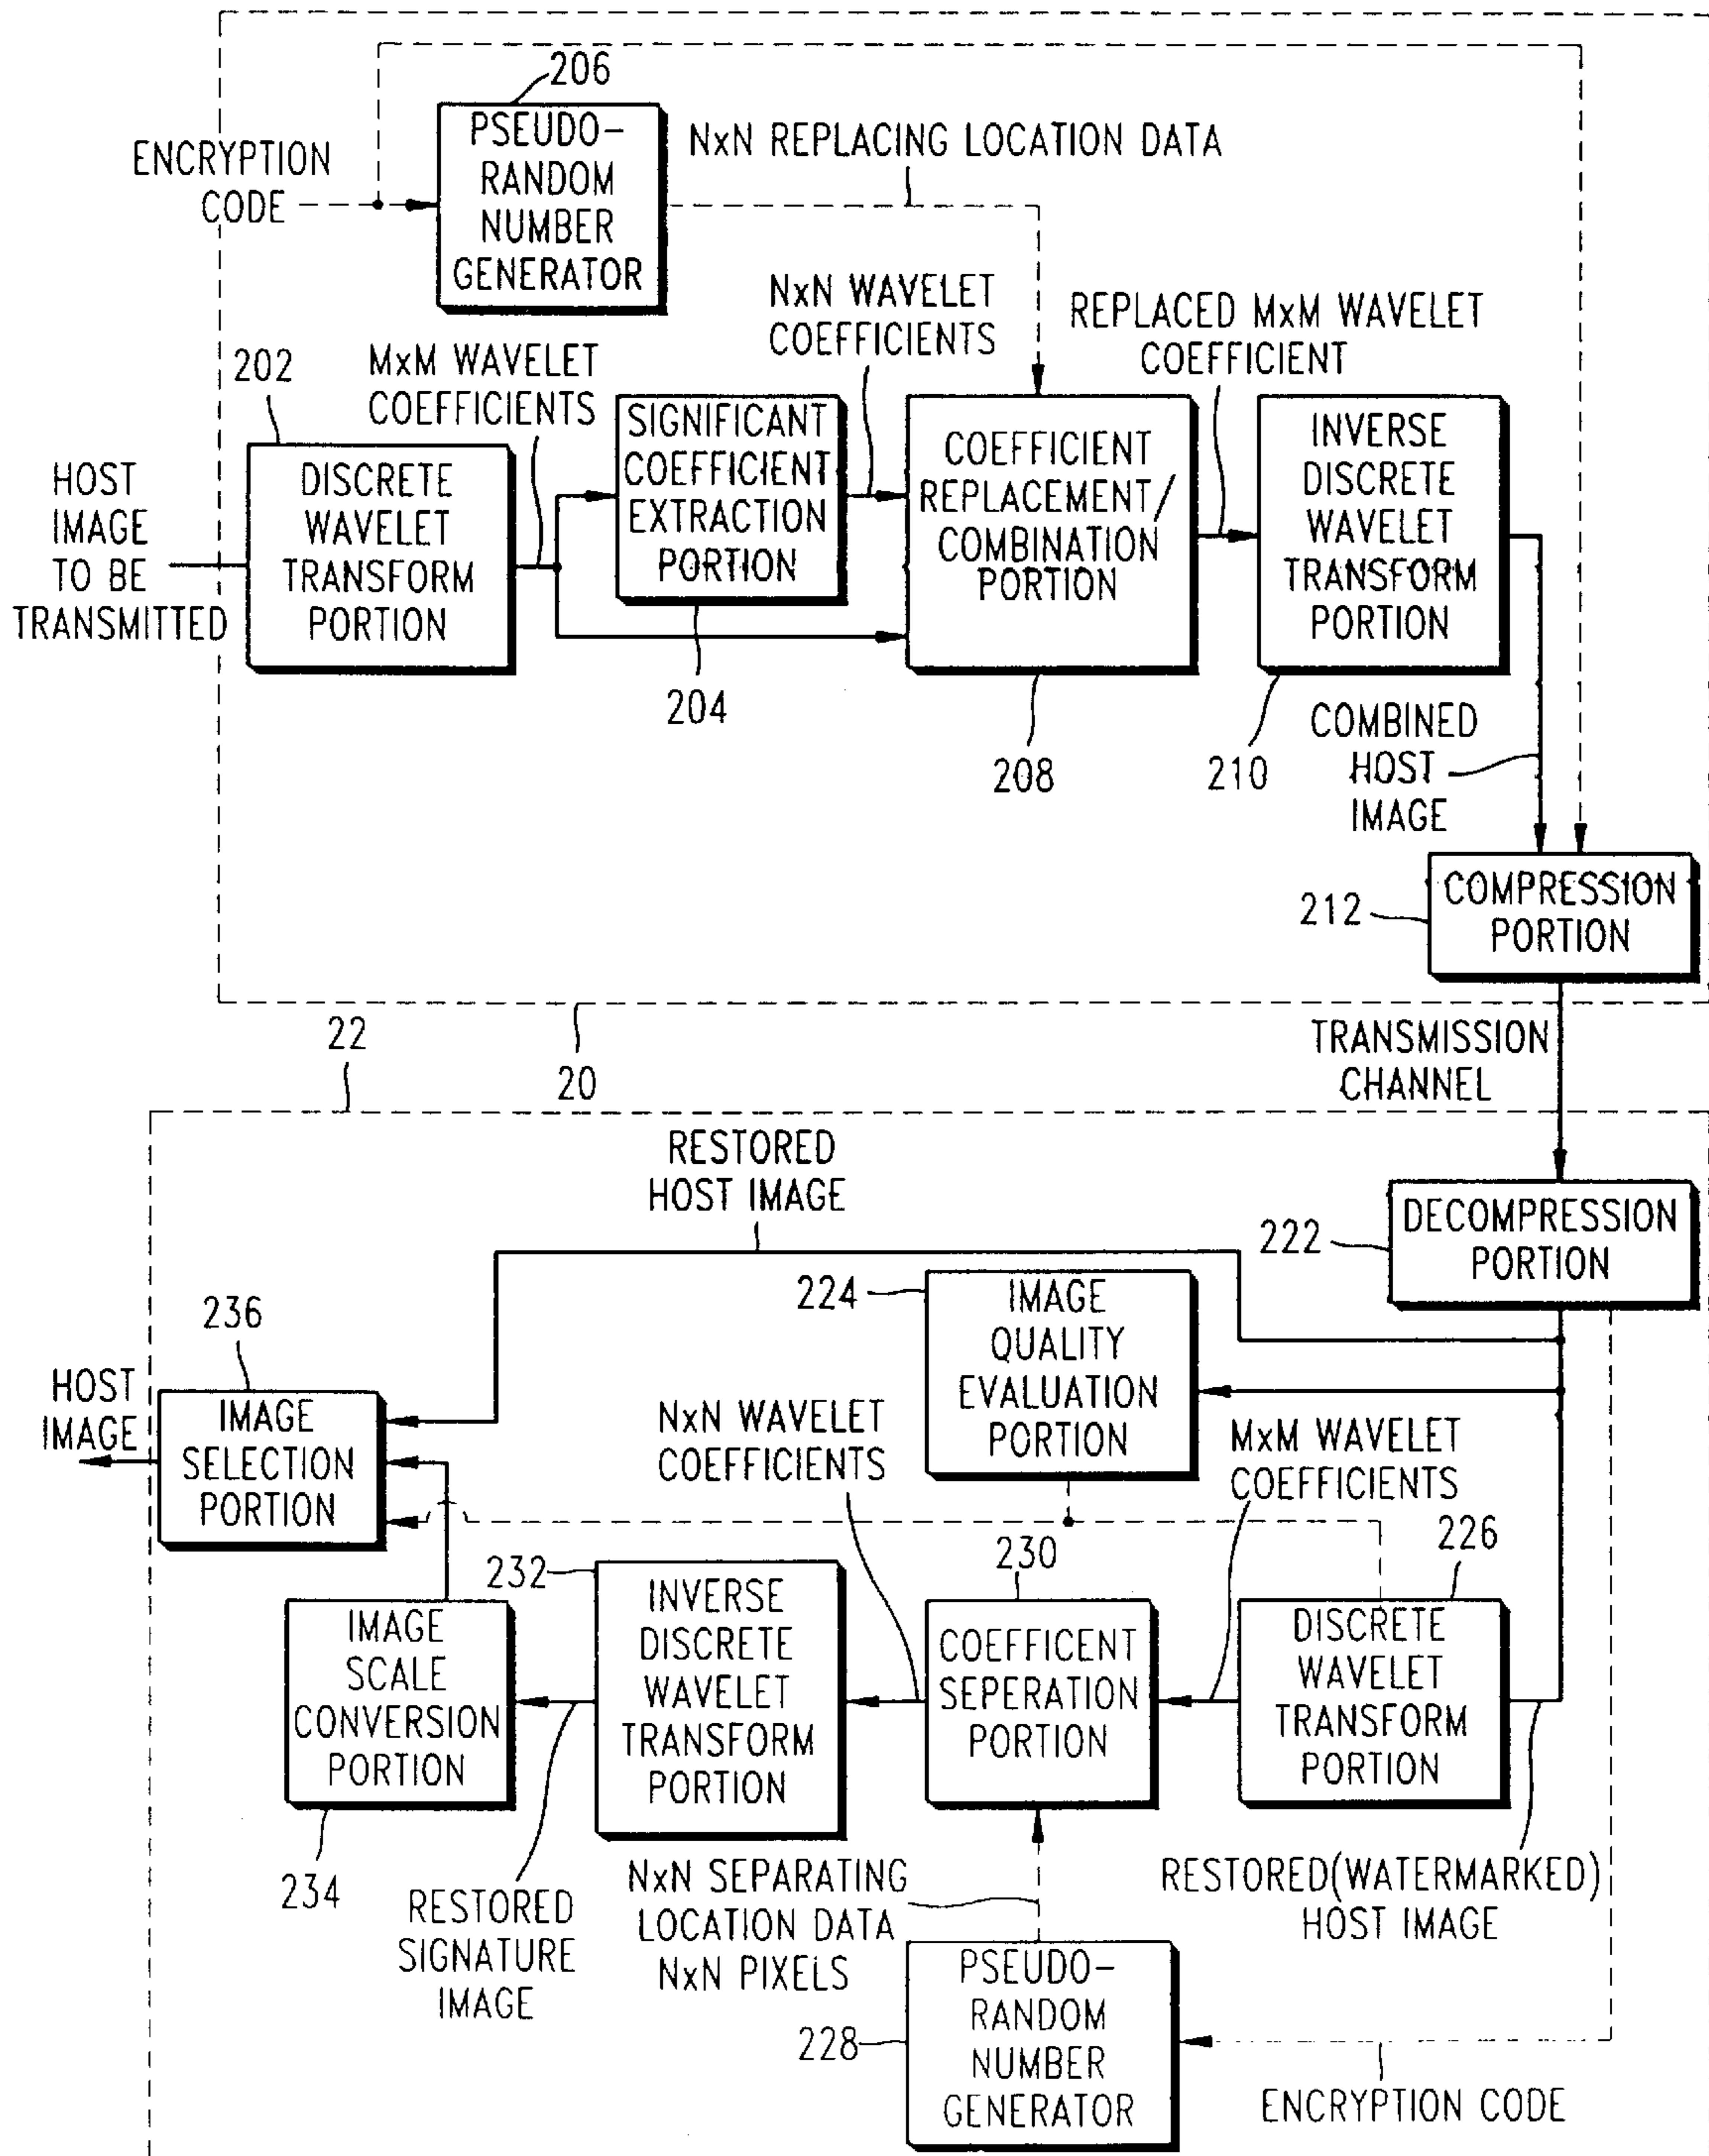 206
PSEUDO-
RANDOM
NUMBER
GENERATOR
ENCRYPTION
CODE
NxN REPLACING LOCATION DATA
NxN WAVELET
COEFFICIENTS
REPLACED MxM WAVELET
COEFFICIENT
202
MxM WAVELET
COEFFICIENTS
HOST
IMAGE
TO BE
TRANSMITTED
DISCRETE
WAVELET
TRANSFORM
PORTION
SIGNIFICANT
COEFFICIENT
EXTRACTION
PORTION
204
COEFFICIENT
REPLACEMENT/
COMBINATION
PORTION
208
INVERSE
DISCRETE
WAVELET
TRANSFORM
PORTION
210
COMBINED
HOST
IMAGE
212
COMPRESSION
PORTION
22
20
TRANSMISSION
CHANNEL
RESTORED
HOST IMAGE
222
DECOMPRESSION
PORTION
224
IMAGE
QUALITY
EVALUATION
PORTION
236
HOST
IMAGE
IMAGE
SELECTION
PORTION
NxN WAVELET
COEFFICIENTS
MxM WAVELET
COEFFICIENTS
226
230
232
IMAGE
SCALE
CONVERSION
PORTION
234
INVERSE
DISCRETE
WAVELET
TRANSFORM
PORTION
COEFFICENT
SEPERATION
PORTION
DISCRETE
WAVELET
TRANSFORM
PORTION
RESTORED
SIGNATURE
IMAGE
NxN SEPARATING
LOCATION DATA
NxN PIXELS
RESTORED(WATERMARKED)
HOST IMAGE
228
PSEUDO-
RANDOM
NUMBER
GENERATOR
ENCRYPTION CODE